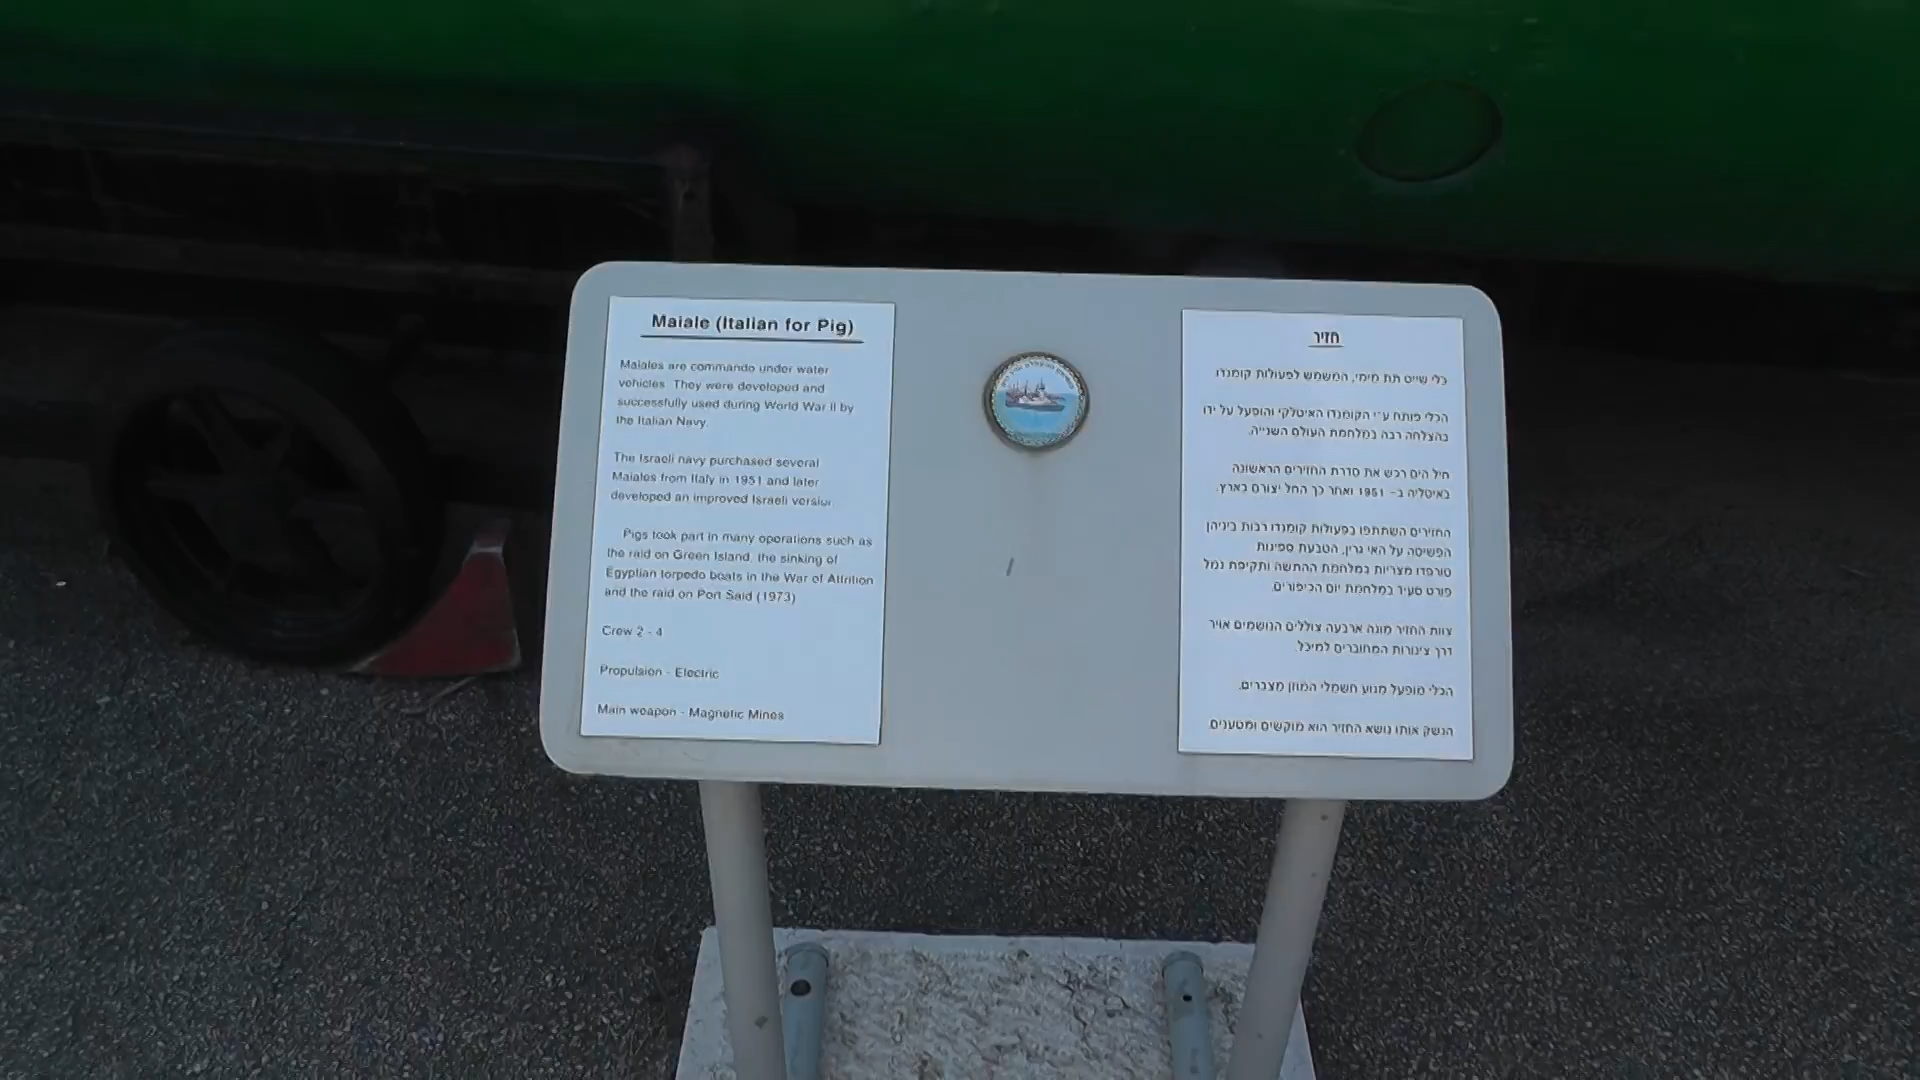 Maiale (Italian for Pig)
Maiales are commando under water
vehicles. They were developed and
successfully used during World War II by
the Italian Navy.
The Israeli navy purchased several
Maiales from Italy in 1951 and later
developed an improved Israeli version
Pigs took part in many operations such as
the raid on Green Island, the sinking of
Egyptian torpedo boats in the War of Attrition
and the raid on Port Said (1973)
Crew 2 - 4
Propulsion - Electric
Main weapon - Magnetic Mines
חזיר
כלי שייט תת מימי, המשמש לפעולות קומנדו
הכלי פותח ע״י הקומנדו האיטלקי והופעל על ידו
בהצלחה רבה במלחמת העולם השנייה.
חיל הים רכש את סדרת החזירים הראשונה
באיטליה ב- 1951 ואחר כך החל יצורם בארץ.
החזירים השתתפו בפעולות קומנדו רבות ביניהן
הפשיטה על האי גרין, הטבעת ספינות
טורפדו מצריות במלחמת ההתשה ותקיפת נמל
פורט סעיד במלחמת יום הכיפורים.
צוות החזיר מונה ארבעה צוללים הנושמים אויר
דרך צינורות המחוברים למיכל.
הכלי מופעל מנוע חשמלי המוזן מצברים.
הנשק אותו נושא החזיר הוא מוקשים ומטענים